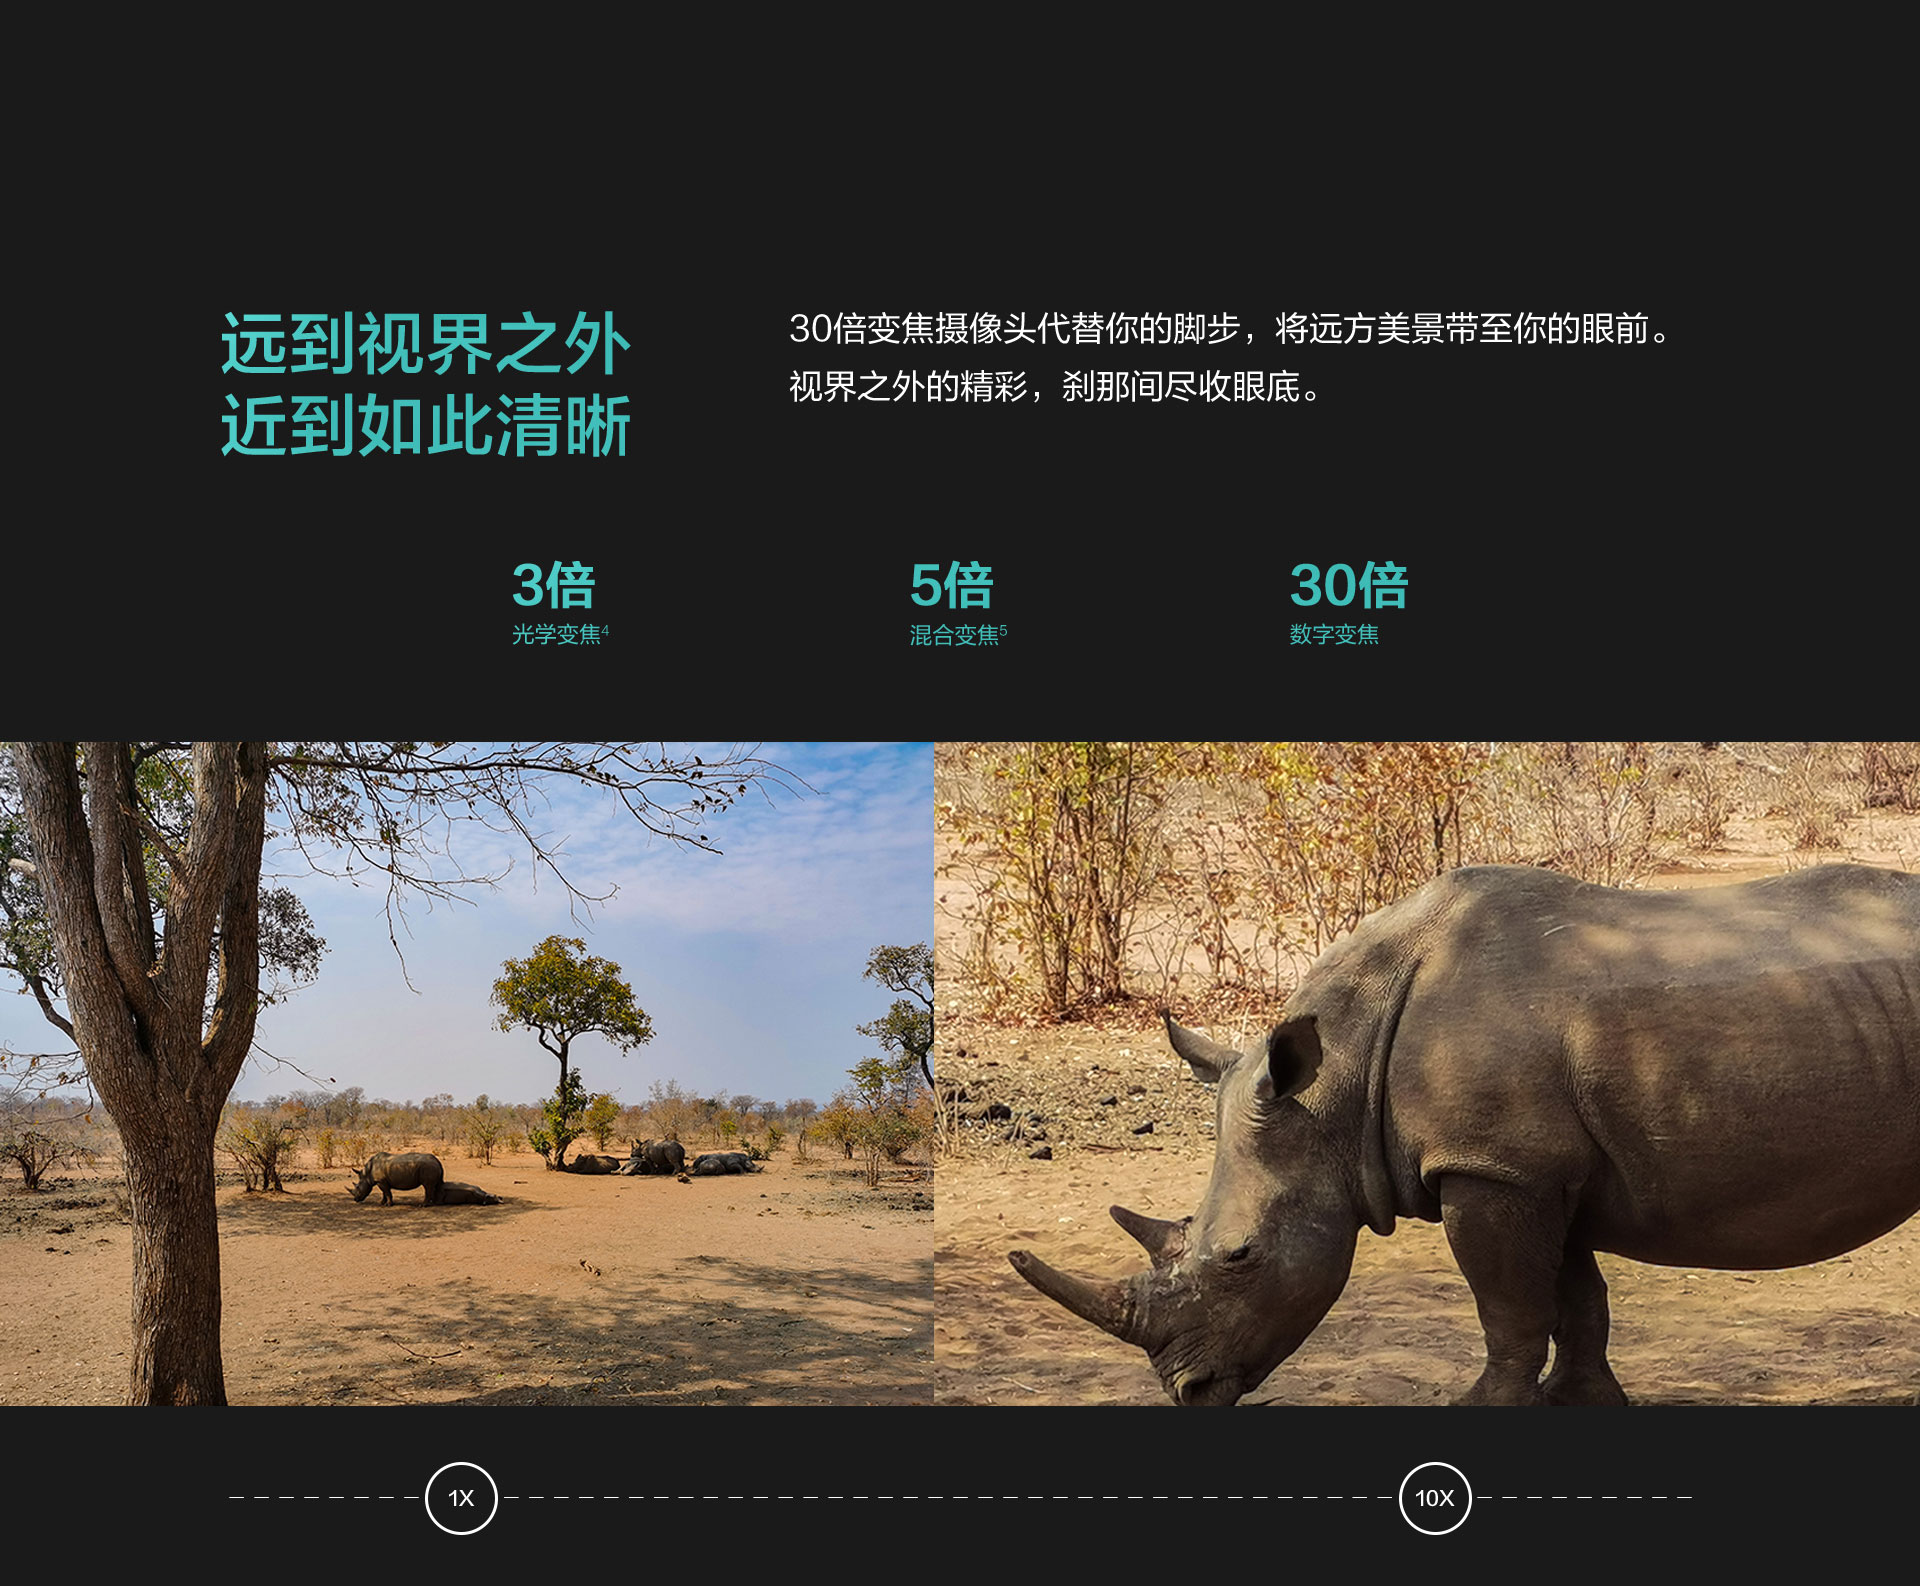 远到视界之外
近到如此清晰
30倍变焦摄像头代替你的脚步，将远方美景带至你的眼前。
视界之外的精彩，刹那间尽收眼底。
3倍
光学变焦4
5倍
混合变焦5
30倍
数字变焦
1X
10X